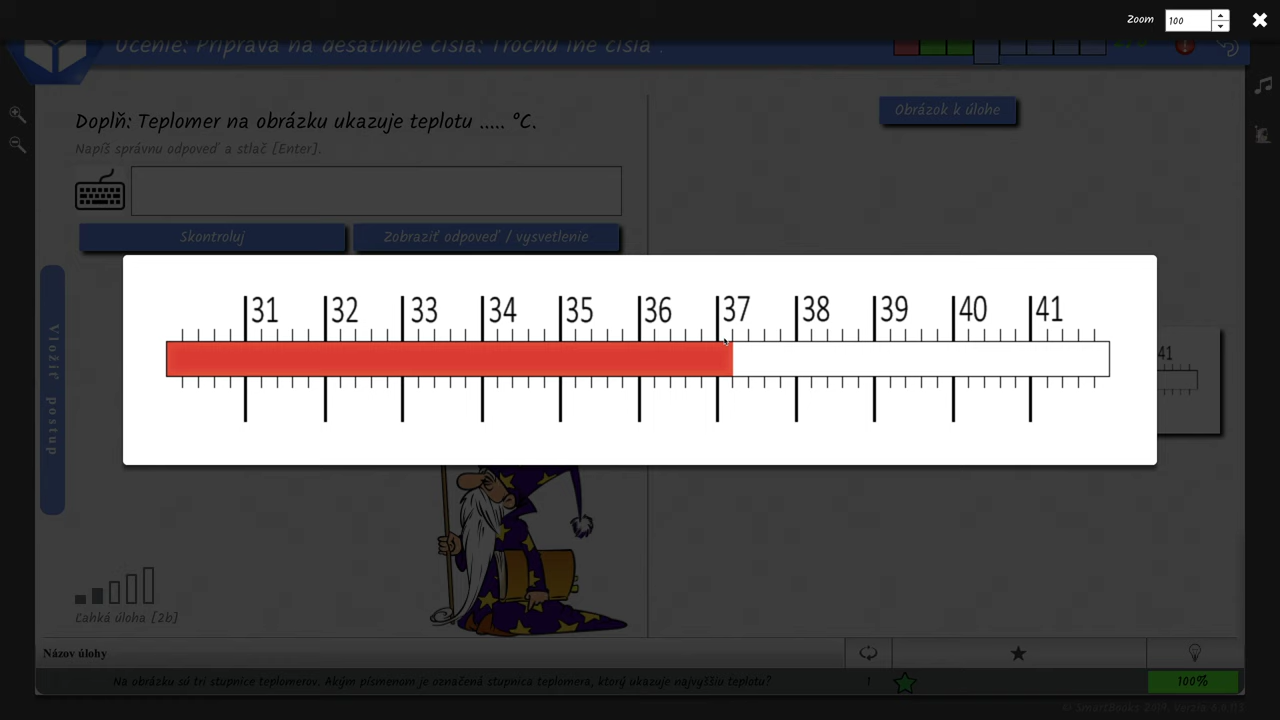 Zoom 100
Učenie: Príprava na desatinné čísla: Trochu iné čísla .
Doplň: Teplomer na obrázku ukazuje teplotu ..... °C.
Napíš správnu odpoveď a stlač [Enter].
Obrázok k úlohe
Skontroluj
Zobraziť odpoveď / vysvetlenie
Vložiť postup
31 32 33 34 35 36 37 38 39 40 41
41
Ľahká úloha [2b]
Názov úlohy
Na obrázku sú tri stupnice teplomerov. Akým písmenom je označená stupnica teplomera, ktorý ukazuje najvyššiu teplotu?
1
100%